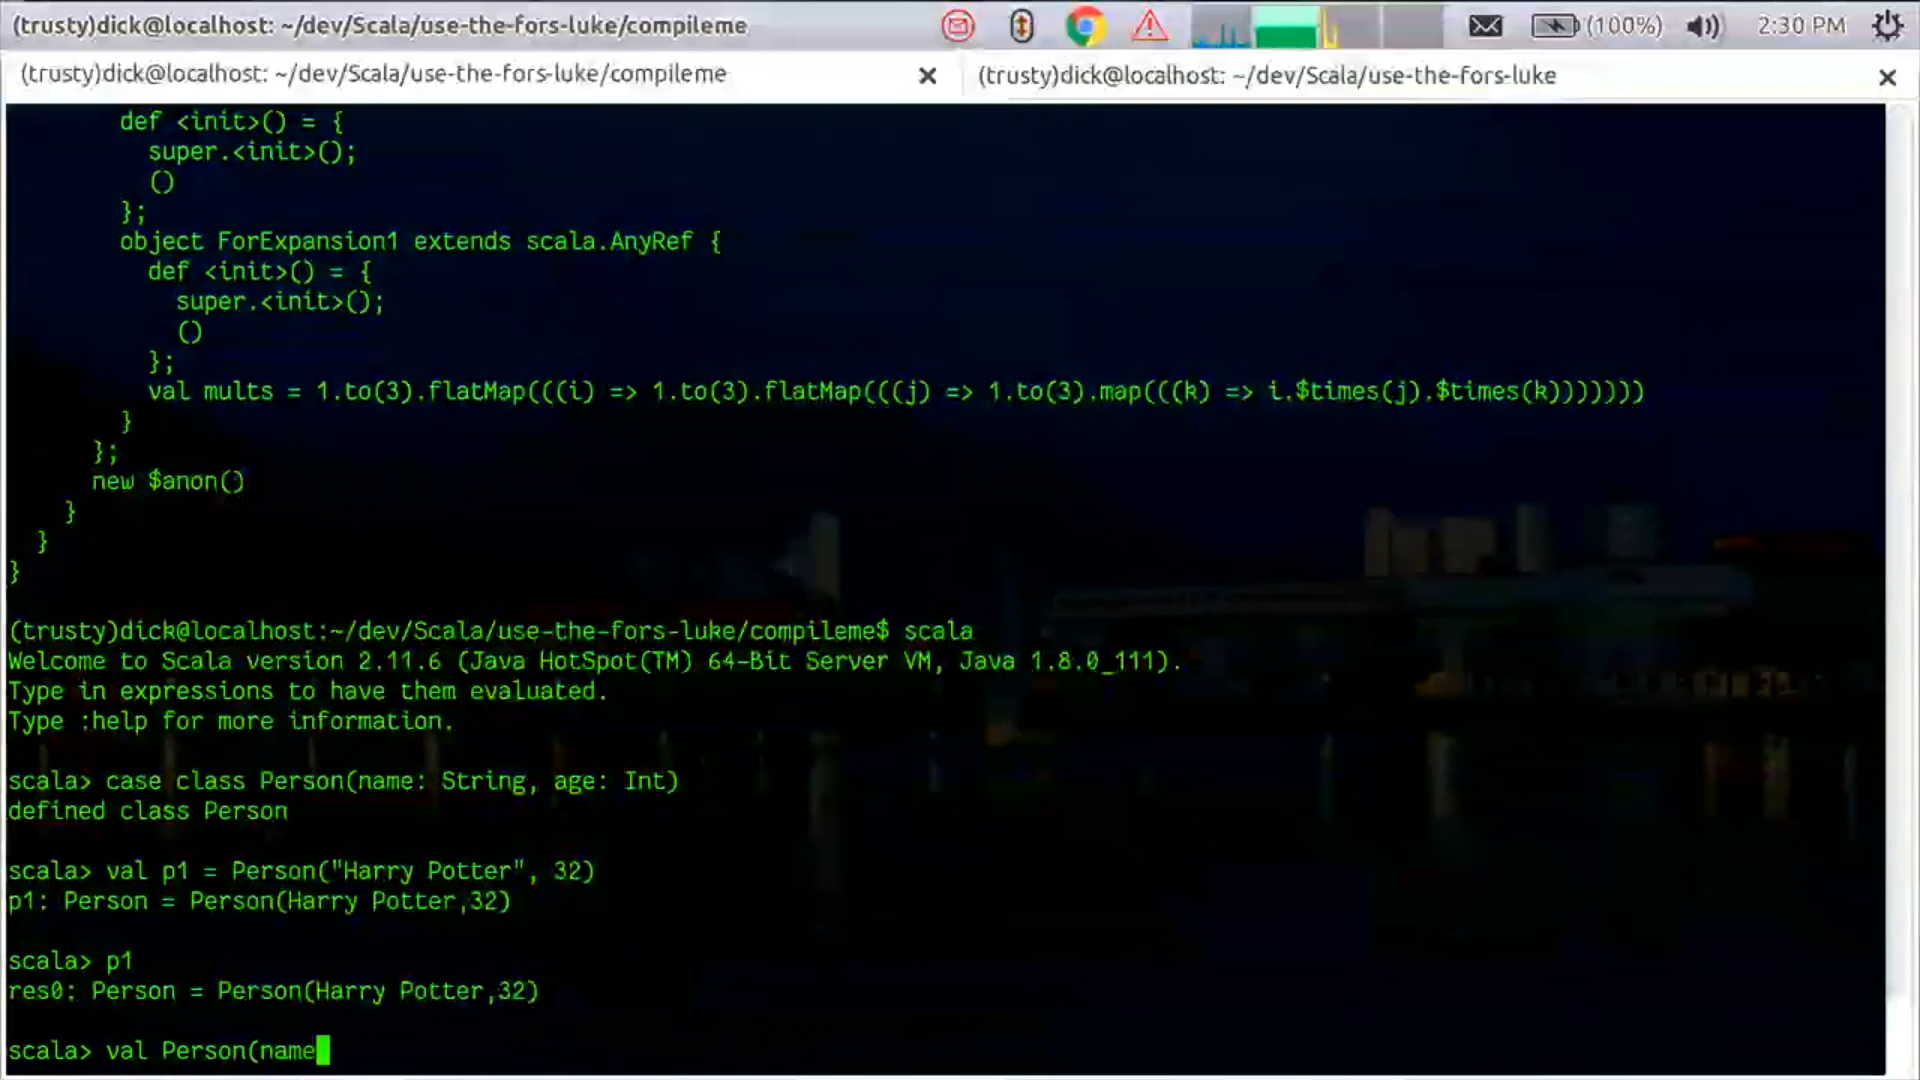 (trusty)dick@localhost: ~/dev/Scala/use-the-fors-luke/compileme (100%) 2:30 PM
(trusty)dick@localhost: ~/dev/Scala/use-the-fors-luke/compileme × (trusty)dick@localhost: ~/dev/Scala/use-the-fors-luke ×
def <init>() = {
super.<init>();
()
};
object ForExpansion1 extends scala.AnyRef {
def <init>() = {
super.<init>();
()
};
val mults = 1.to(3).flatMap(((i) => 1.to(3).flatMap(((j) => 1.to(3).map(((k) => i.$times(j).$times(k)))))))
}
};
new $anon()
}
}
}
(trusty)dick@localhost:~/dev/Scala/use-the-fors-luke/compileme$ scala
Welcome to Scala version 2.11.6 (Java HotSpot(TM) 64-Bit Server VM, Java 1.8.0_111).
Type in expressions to have them evaluated.
Type :help for more information.
scala> case class Person(name: String, age: Int)
defined class Person
scala> val p1 = Person("Harry Potter", 32)
p1: Person = Person(Harry Potter,32)
scala> p1
res0: Person = Person(Harry Potter,32)
scala> val Person(name